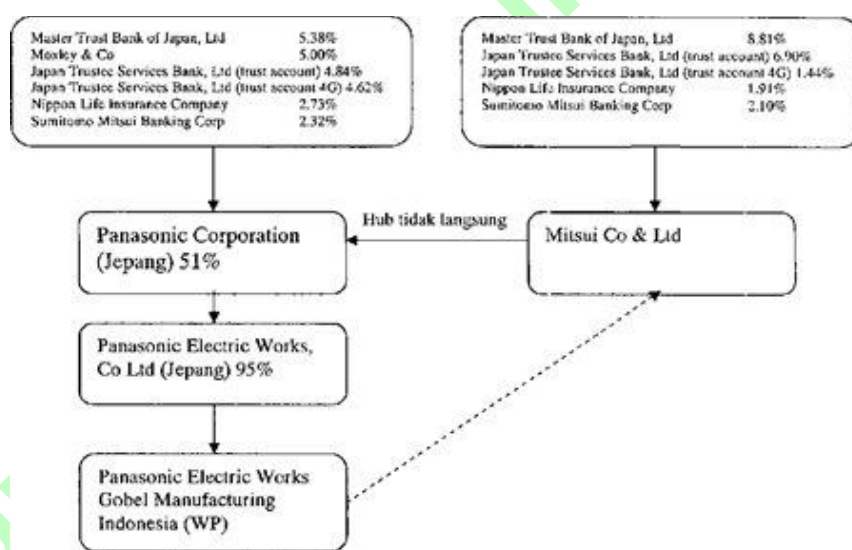 Master Trust Bank of Japan, Ltd 5.38%
Moxley & Co 5.00%
Japan Trustee Services Bank, Ltd (trust account) 4.84%
Japan Trustee Services Bank, Ltd (trust account 4G) 4.62%
Nippon Life Insurance Company 2.73%
Sumitomo Mitsui Banking Corp 2.32%
Master Trust Bank of Japan, Ltd 8.81%
Japan Trustee Services Bank, Ltd (trust account) 6.90%
Japan Trustee Services Bank, Ltd (trust account 4G) 1.44%
Nippon Life Insurance Company 1.91%
Sumitomo Mitsui Banking Corp 2.10%
Panasonic Corporation
(Jepang) 51%
Hub tidak langsung
Mitsui Co & Ltd
Panasonic Electric Works,
Co Ltd (Jepang) 95%
Panasonic Electric Works
Gobel Manufacturing
Indonesia (WP)